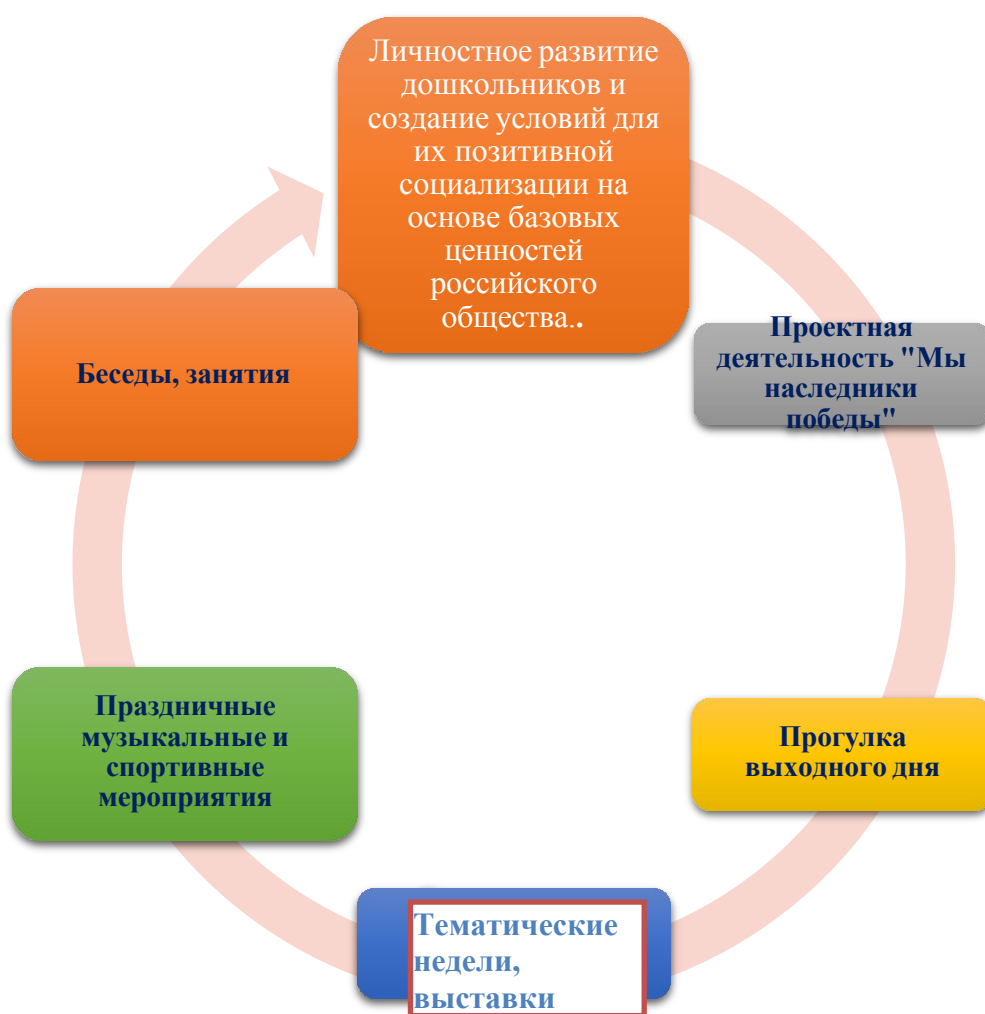 Личностное развитие
дошкольников и
создание условий для
их позитивной
социализации на
основе базовых
ценностей
российского
общества..
Проектная
деятельность "Мы
наследники
победы"
Прогулка
выходного дня
Тематические
недели,
выставки
Праздничные
музыкальные и
спортивные
мероприятия
Беседы, занятия